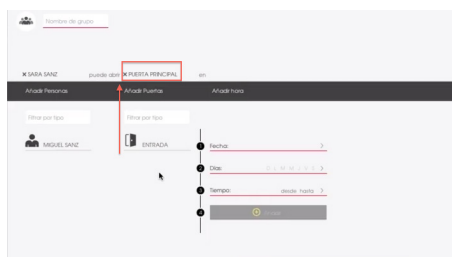 Nombre de grupo
✖ SARA SANZ puede abrir ✖ PUERTA PRINCIPAL en
Añadir Personas Añadir Puertas Añadir hora
Filtrar por tipo Filtrar por tipo
MIGUEL SANZ ENTRADA
1 Fecha:
2 Días:
3 Tiempo: desde hasta
4